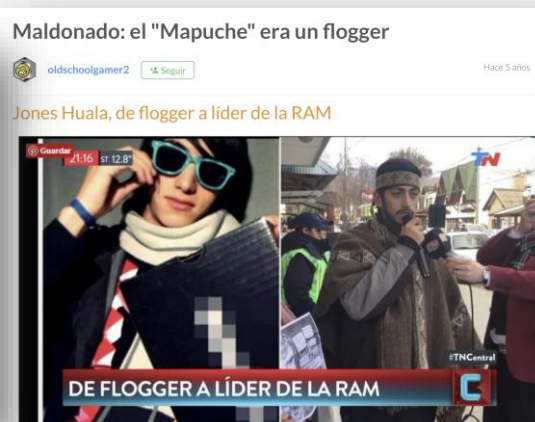 Maldonado: el "Mapuche" era un flogger
oldschoolgamer2
Seguir
Hace 5 años
Jones Huala, de flogger a líder de la RAM
Guardar
21:16 ST 12.8°
TN
#TNCentral
DE FLOGGER A LÍDER DE LA RAM
C